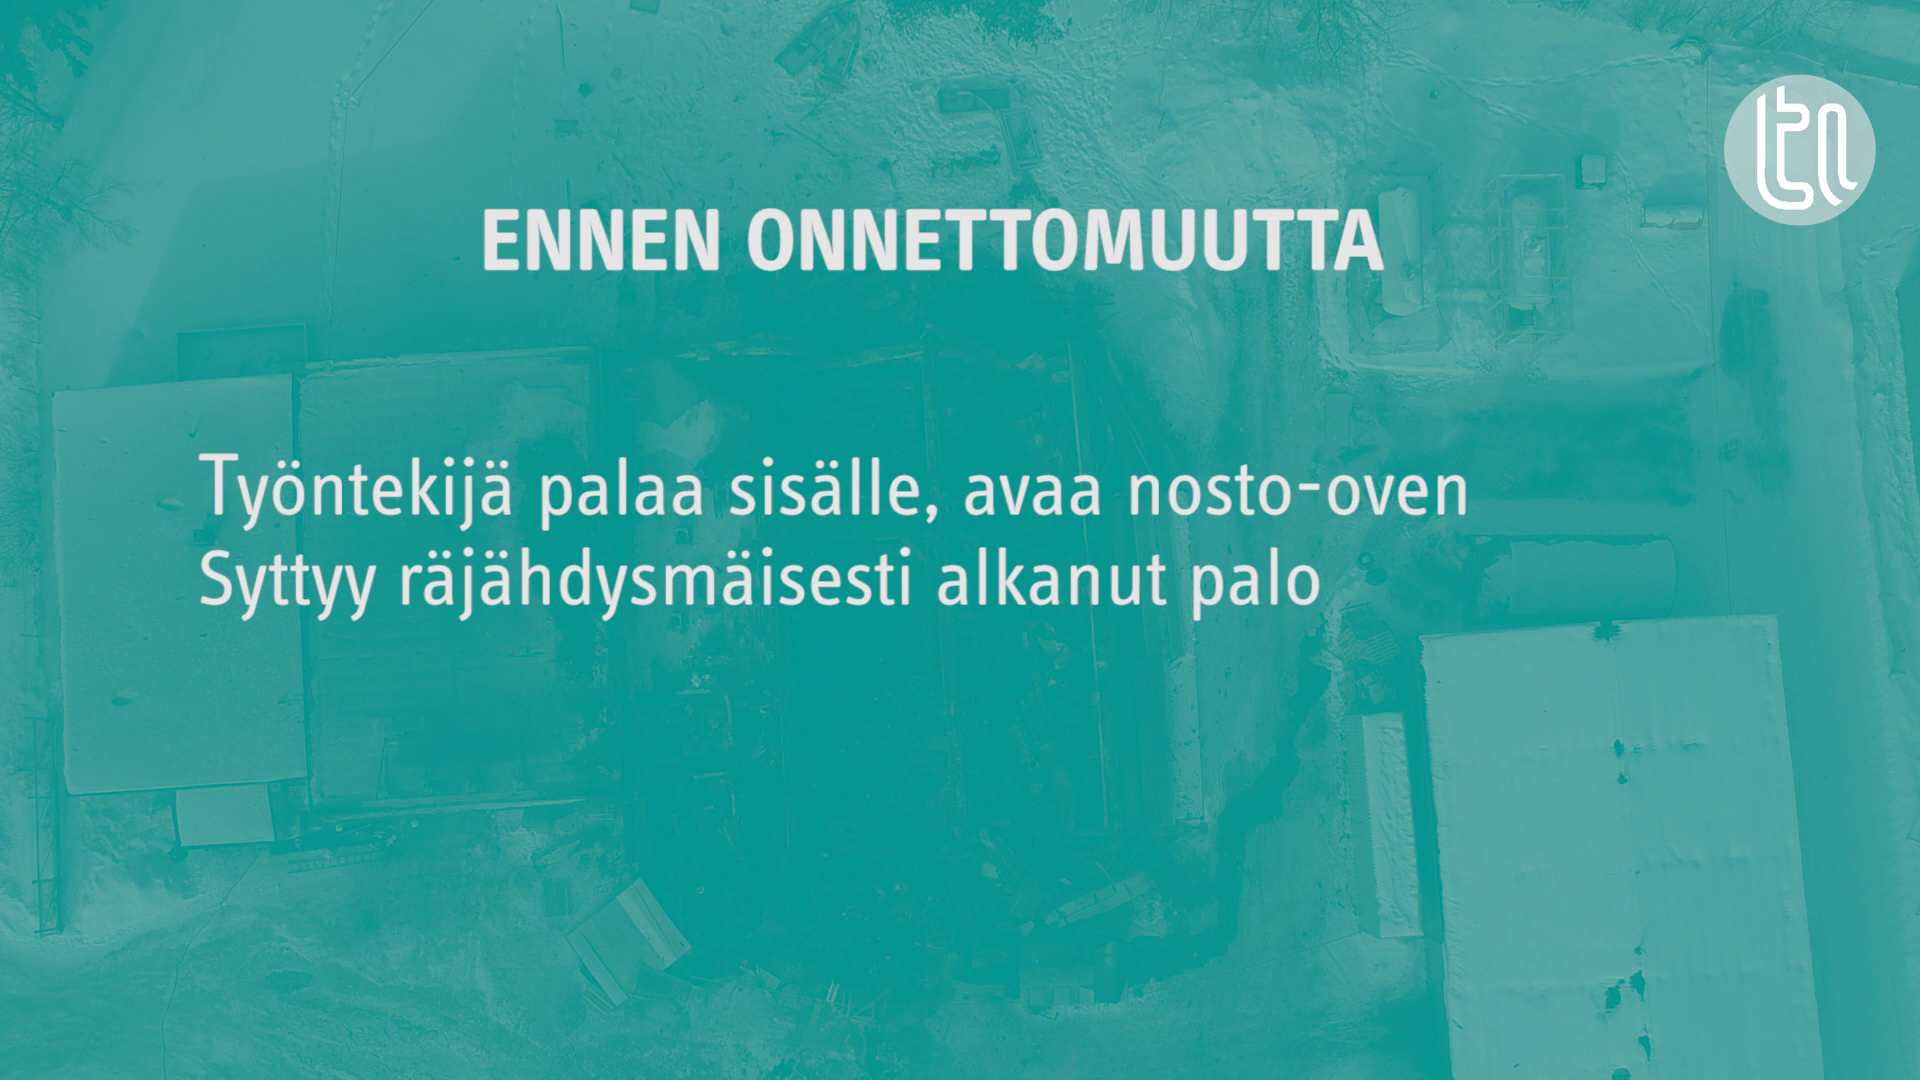 ENNEN ONNETTOMUUTTA
Työntekijä palaa sisälle, avaa nosto-oven
Syttyy räjähdysmäisesti alkanut palo